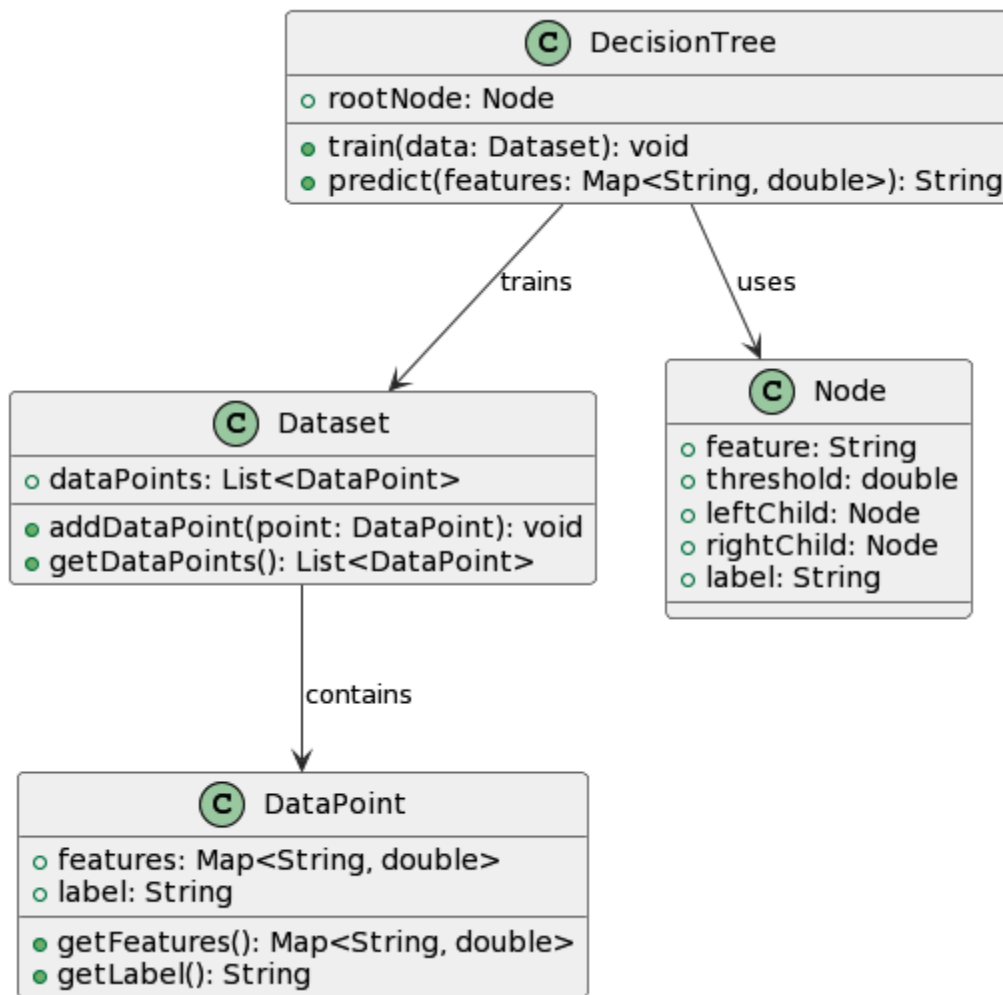 C DecisionTree
rootNode: Node
train(data: Dataset): void
predict(features: Map<String, double>): String
trains
uses
C Dataset
dataPoints: List<DataPoint>
addDataPoint(point: DataPoint): void
getDataPoints(): List<DataPoint>
C Node
feature: String
threshold: double
leftChild: Node
rightChild: Node
label: String
contains
C DataPoint
features: Map<String, double>
label: String
getFeatures(): Map<String, double>
getLabel(): String